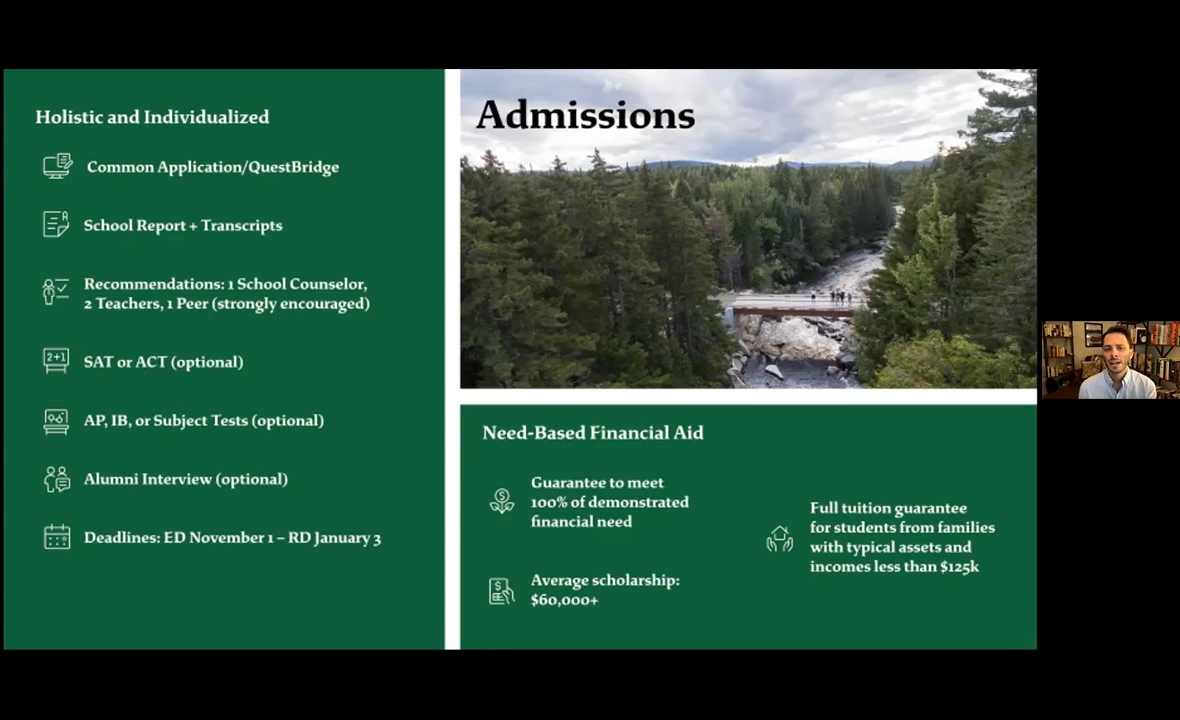 Holistic and Individualized
Common Application/QuestBridge
School Report + Transcripts
Recommendations: 1 School Counselor,
2 Teachers, 1 Peer (strongly encouraged)
2+1
SAT or ACT (optional)
AP, IB, or Subject Tests (optional)
Alumni Interview (optional)
Deadlines: ED November 1 – RD January 3
Admissions
Need-Based Financial Aid
Guarantee to meet
100% of demonstrated
financial need
Average scholarship:
$60,000+
Full tuition guarantee
for students from families
with typical assets and
incomes less than $125k